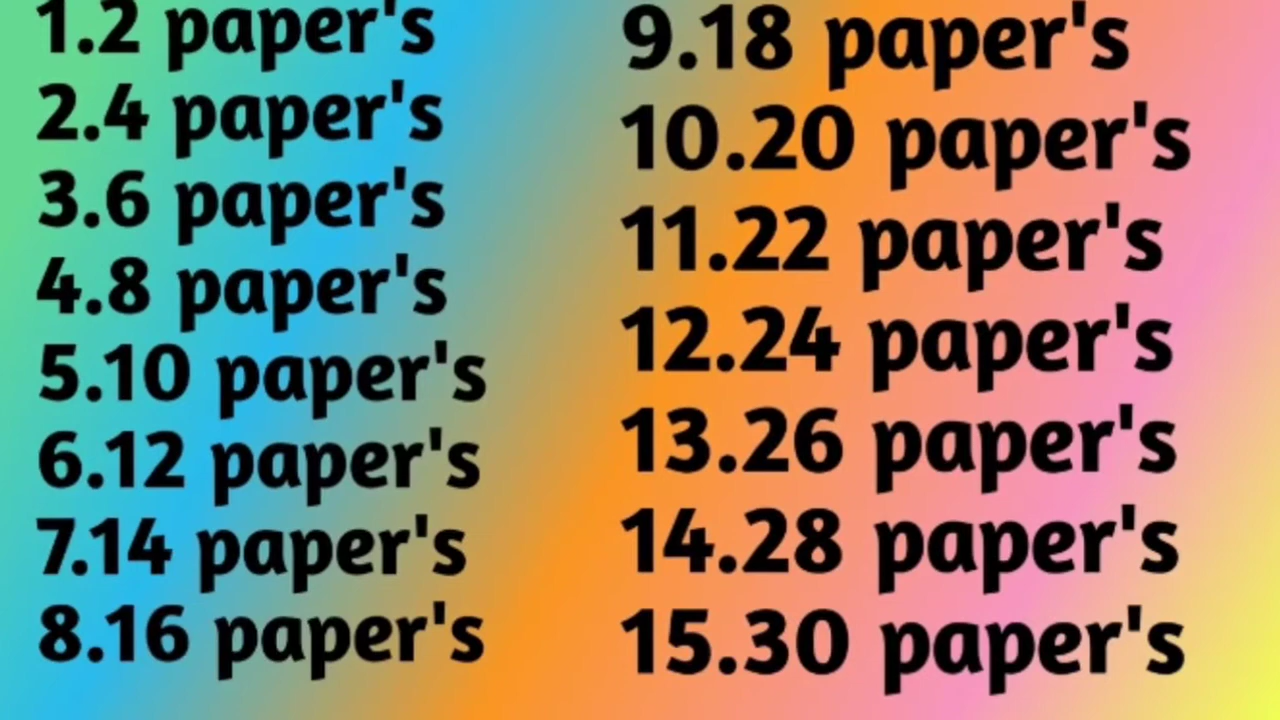 1.2 paper's
2.4 paper's
3.6 paper's
4.8 paper's
5.10 paper's
6.12 paper's
7.14 paper's
8.16 paper's
9.18 paper's
10.20 paper's
11.22 paper's
12.24 paper's
13.26 paper's
14.28 paper's
15.30 paper's